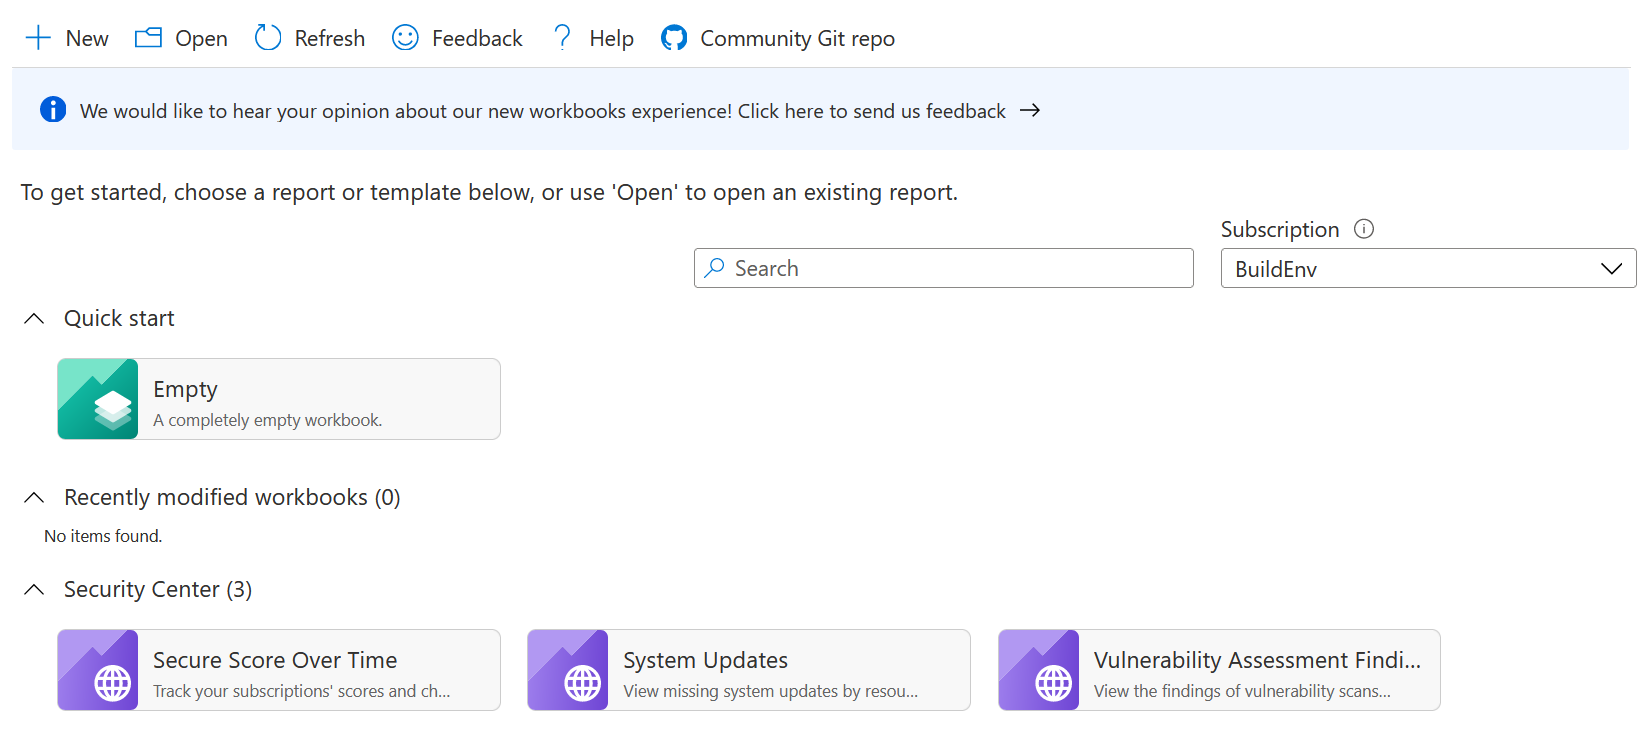 New Open Refresh Feedback Help Community Git repo
We would like to hear your opinion about our new workbooks experience! Click here to send us feedback →
To get started, choose a report or template below, or use 'Open' to open an existing report.
Subscription
Search
BuildEnv
Quick start
Empty
A completely empty workbook.
Recently modified workbooks (0)
No items found.
Security Center (3)
Secure Score Over Time
Track your subscriptions' scores and ch...
System Updates
View missing system updates by resou...
Vulnerability Assessment Findi...
View the findings of vulnerability scans...